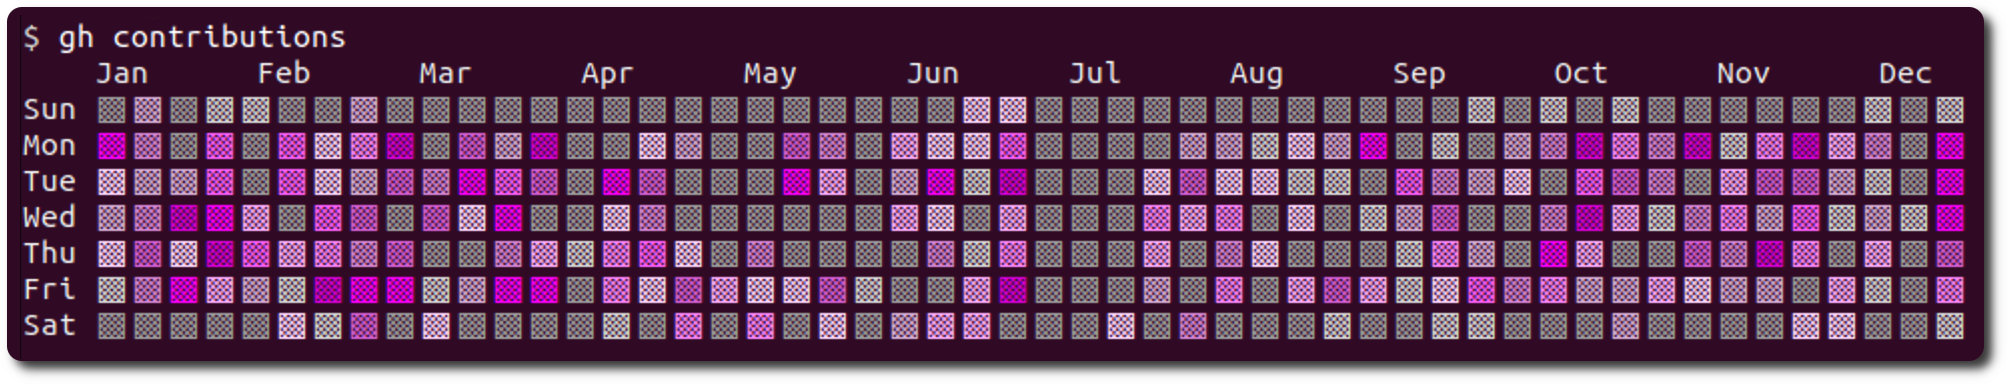 $ gh contributions
Jan Feb Mar Apr May Jun Jul Aug Sep Oct Nov Dec
Sun
Mon
Tue
Wed
Thu
Fri
Sat